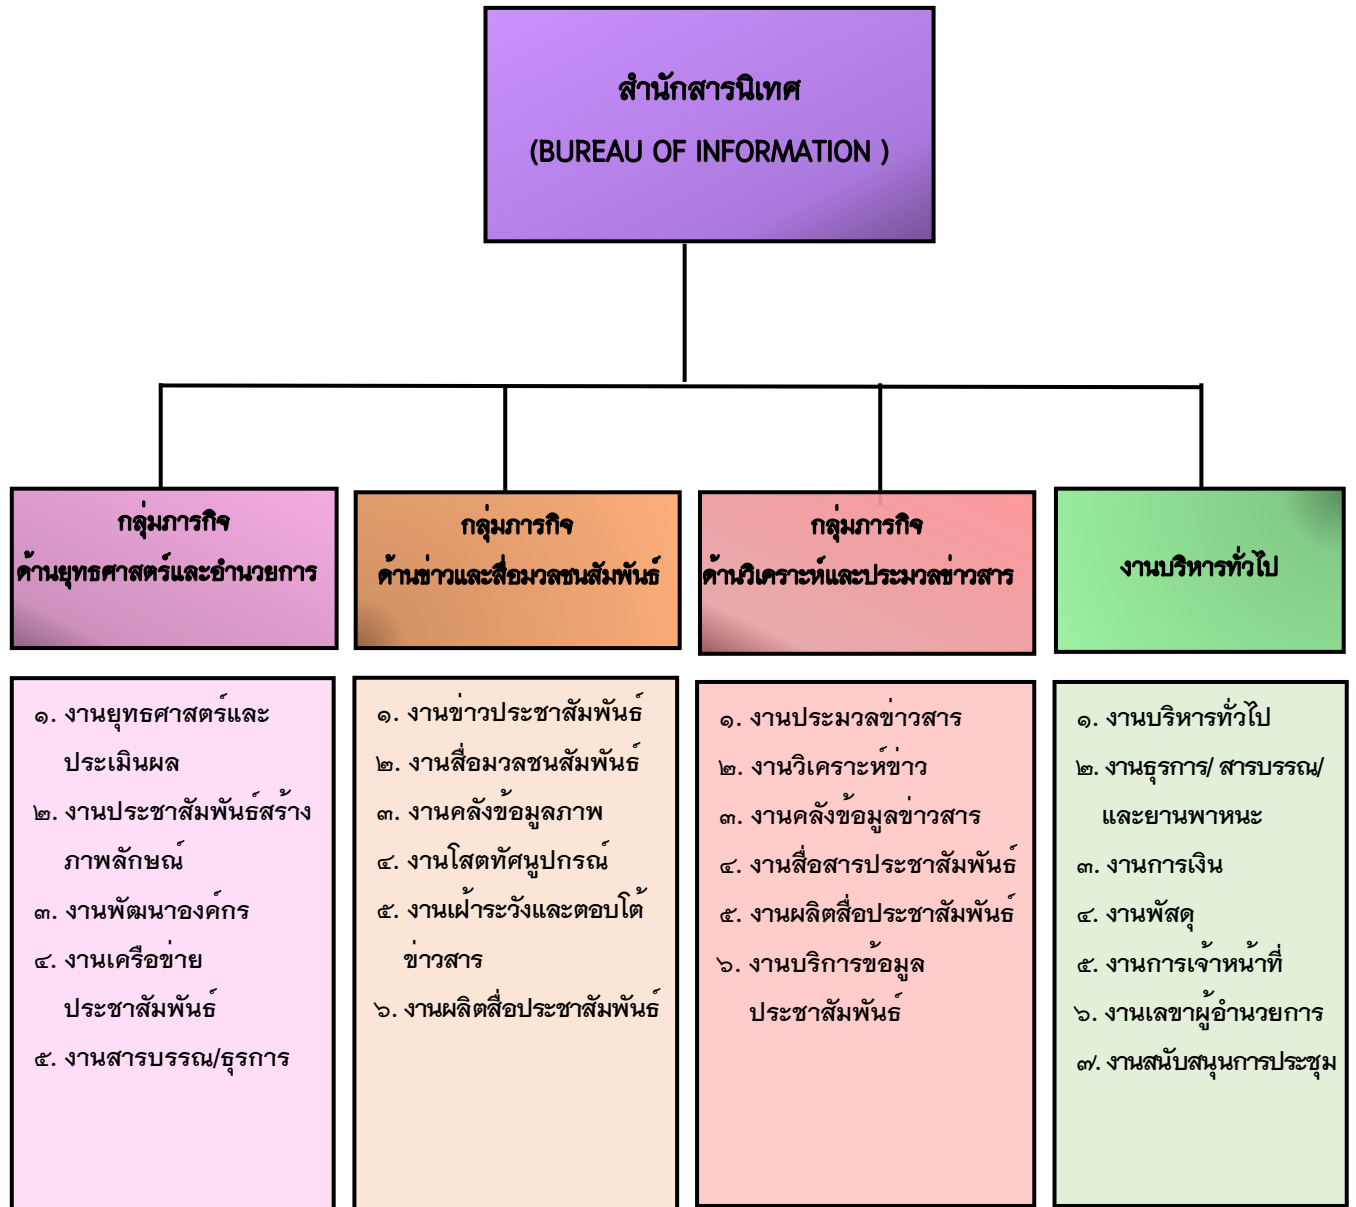 สำนักสารนิเทศ
(BUREAU OF INFORMATION )
กลุ่มภารกิจ
ด้านยุทธศาสตร์และอำนวยการ
กลุ่มภารกิจ
ด้านข่าวและสื่อมวลชนสัมพันธ์
กลุ่มภารกิจ
ด้านวิเคราะห์และประมวลข่าวสาร
งานบริหารทั่วไป
๑. งานยุทธศาสตร์และ
ประเมินผล
๒. งานประชาสัมพันธ์สร้าง
ภาพลักษณ์
๓. งานพัฒนาองค์กร
๔. งานเครือข่าย
ประชาสัมพันธ์
๕. งานสารบรรณ/ธุรการ
๑. งานข่าวประชาสัมพันธ์
๒. งานสื่อมวลชนสัมพันธ์
๓. งานคลังข้อมูลภาพ
๔. งานโสตทัศนูปกรณ์
๕. งานเฝ้าระวังและตอบโต้
ข่าวสาร
๖. งานผลิตสื่อประชาสัมพันธ์
๑. งานประมวลข่าวสาร
๒. งานวิเคราะห์ข่าว
๓. งานคลังข้อมูลข่าวสาร
๔. งานสื่อสารประชาสัมพันธ์
๕. งานผลิตสื่อประชาสัมพันธ์
๖. งานบริการข้อมูล
ประชาสัมพันธ์
๑. งานบริหารทั่วไป
๒. งานธุรการ/ สารบรรณ/
และยานพาหนะ
๓. งานการเงิน
๔. งานพัสดุ
๕. งานการเจ้าหน้าที่
๖. งานเลขาผู้อำนวยการ
๗. งานสนับสนุนการประชุม